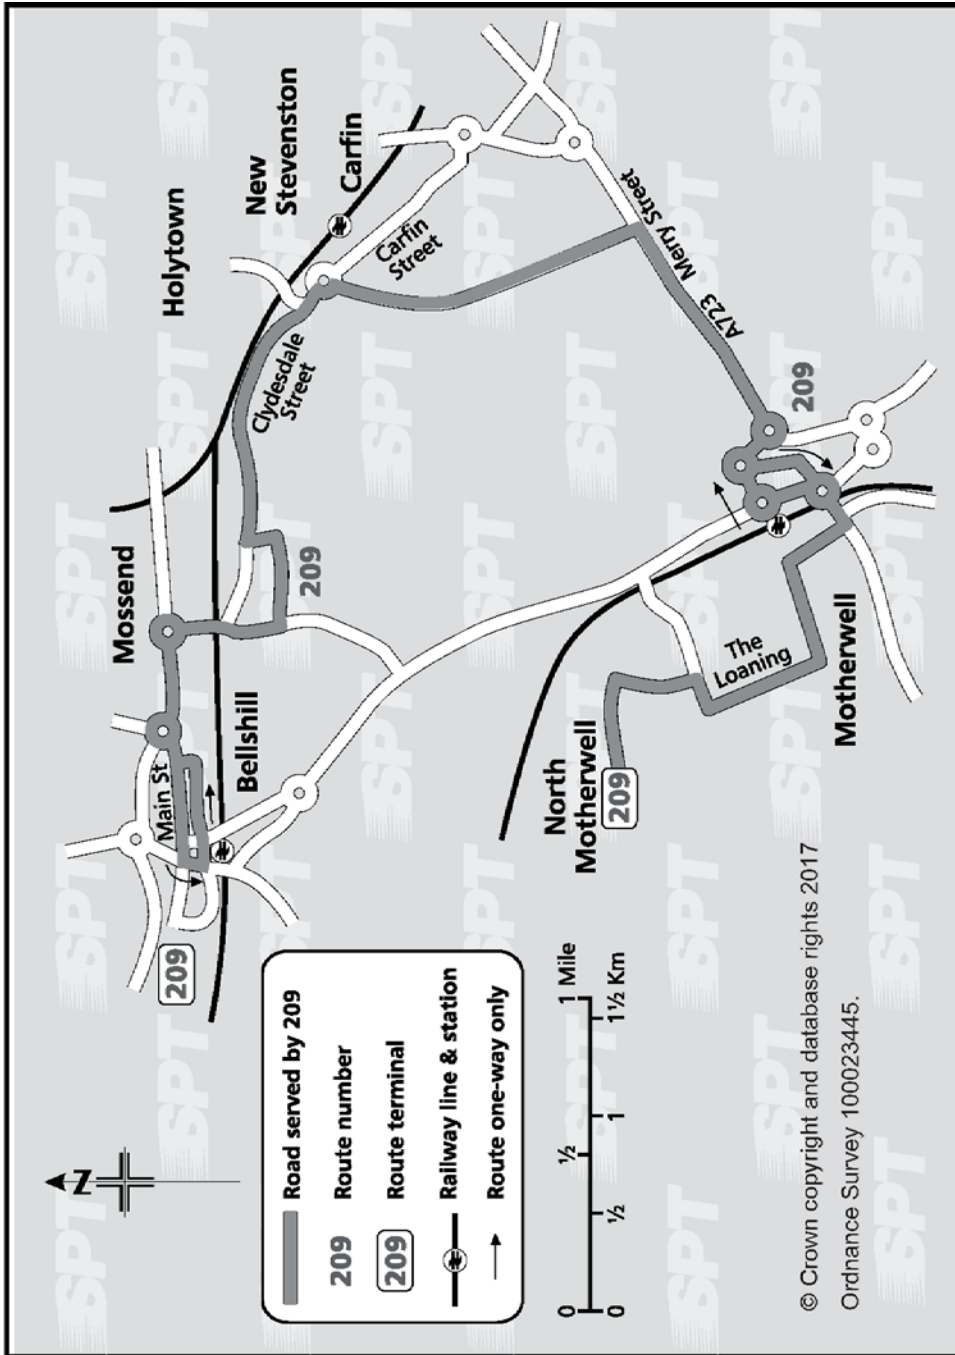 N
Mossend
Holytown
Main St
209
Bellshill
209
New
Stevenston
Carfin
Clydesdale
Street
Carfin
Street
Road served by 209
209 Route number
209 Route terminal
Railway line & station
Route one-way only
North
Motherwell
209
Merry Street
A723
The
Loaning
209
Motherwell
0 ½ 1 Mile
0 ½ 1 1½ Km
© Crown copyright and database rights 2017
Ordnance Survey 100023445.
SPT